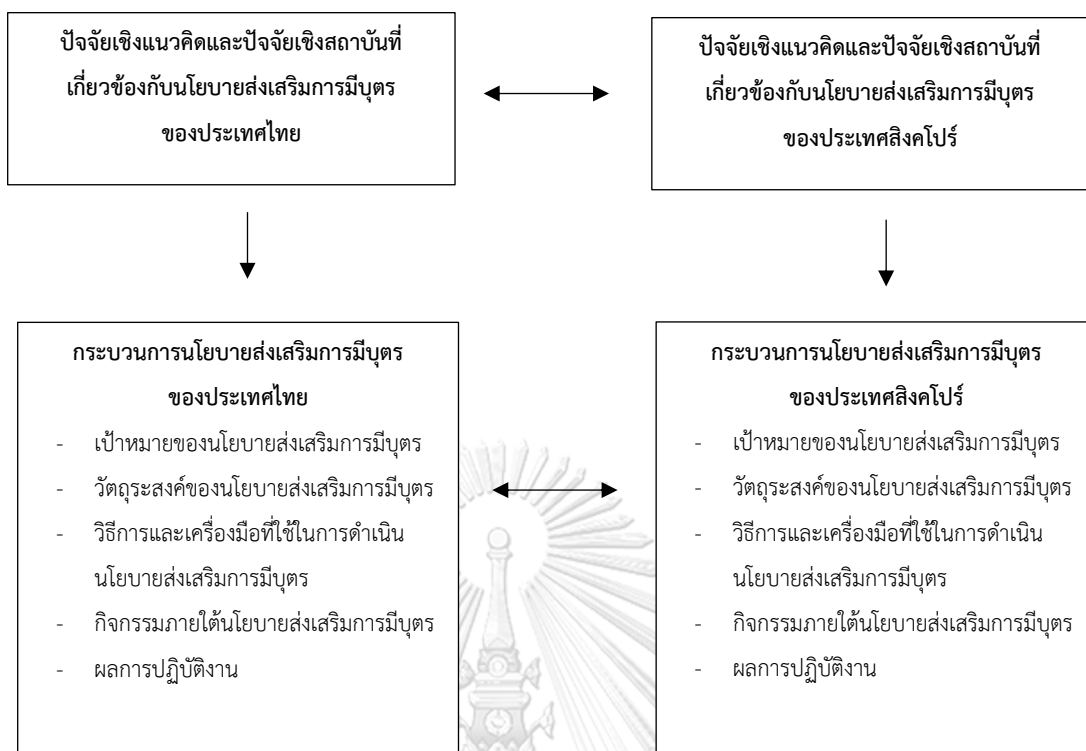 ปัจจัยเชิงแนวคิดและปัจจัยเชิงสถาบันที่
เกี่ยวข้องกับนโยบายส่งเสริมการมีบุตร
ของประเทศไทย
ปัจจัยเชิงแนวคิดและปัจจัยเชิงสถาบันที่
เกี่ยวข้องกับนโยบายส่งเสริมการมีบุตร
ของประเทศสิงคโปร์
กระบวนการนโยบายส่งเสริมการมีบุตร
ของประเทศไทย
- เป้าหมายของนโยบายส่งเสริมการมีบุตร
- วัตถุระสงค์ของนโยบายส่งเสริมการมีบุตร
- วิธีการและเครื่องมือที่ใช้ในการดำเนิน
นโยบายส่งเสริมการมีบุตร
- กิจกรรมภายใต้นโยบายส่งเสริมการมีบุตร
- ผลการปฏิบัติงาน
กระบวนการนโยบายส่งเสริมการมีบุตร
ของประเทศสิงคโปร์
- เป้าหมายของนโยบายส่งเสริมการมีบุตร
- วัตถุระสงค์ของนโยบายส่งเสริมการมีบุตร
- วิธีการและเครื่องมือที่ใช้ในการดำเนิน
นโยบายส่งเสริมการมีบุตร
- กิจกรรมภายใต้นโยบายส่งเสริมการมีบุตร
- ผลการปฏิบัติงาน